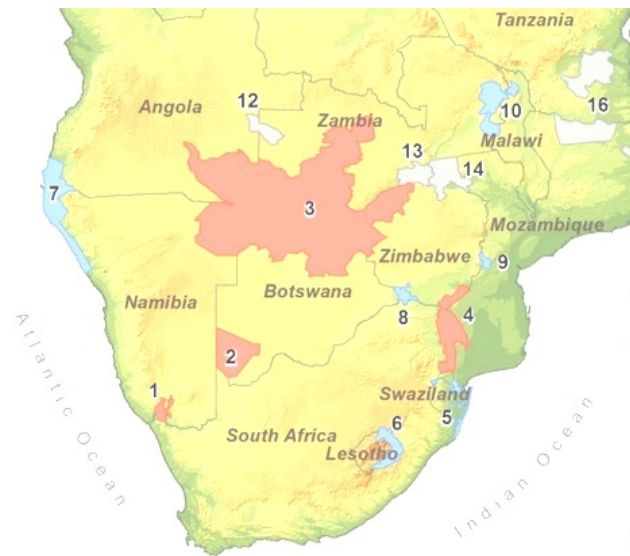 Tanzania
12
Angola
Zambia
10
16
Malawi
13
14
7
3
Mozambique
Zimbabwe
9
Botswana
Namibia
8
4
2
1
Swaziland
5
6
South Africa
Lesotho
Atlantic Ocean
Indian Ocean